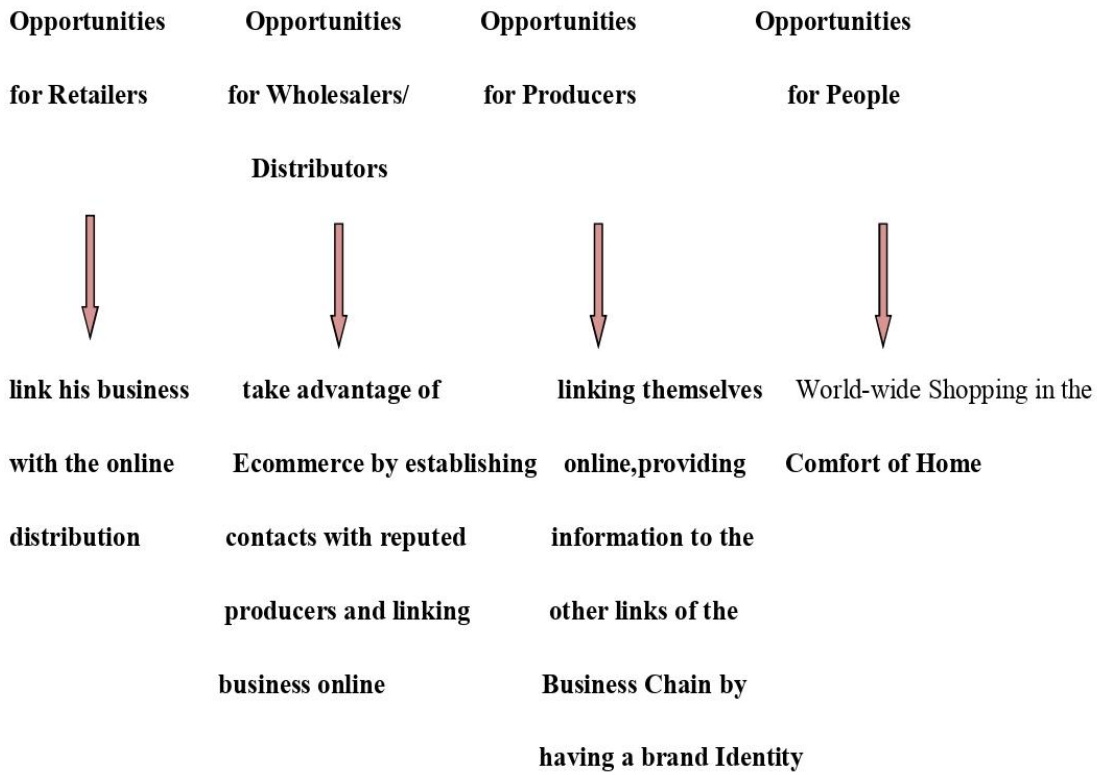 Opportunities
for Retailers
link his business
with the online
distribution
Opportunities
for Wholesalers/
Distributors
take advantage of
Ecommerce by establishing
contacts with reputed
producers and linking
business online
Opportunities
for Producers
linking themselves
online,providing
information to the
other links of the
Business Chain by
having a brand Identity
Opportunities
for People
World-wide Shopping in the
Comfort of Home